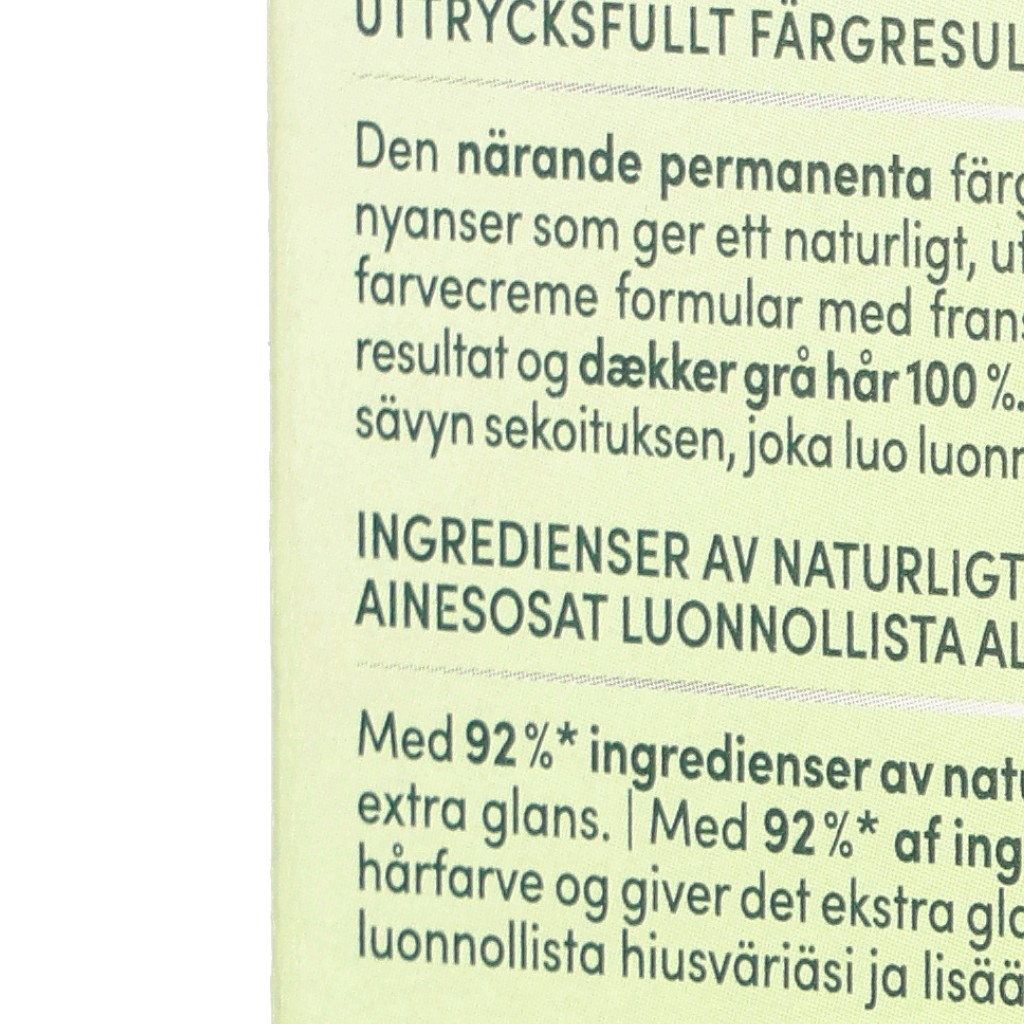 UTTRYCKSFULLT FÄRGRESUL
Den närande permanenta färg
nyanser som ger ett naturligt, ut
farvecreme formular med frans
resultat og dækker grå hår 100 %.
sävyn sekoituksen, joka luo luonn
INGREDIENSER AV NATURLIGT
AINESOSAT LUONNOLLISTA AL
Med 92 %* ingredienser av natu
extra glans. | Med 92 %* af ing
hårfarve og giver det ekstra gla
luonnollista hiusväriäsi ja lisää